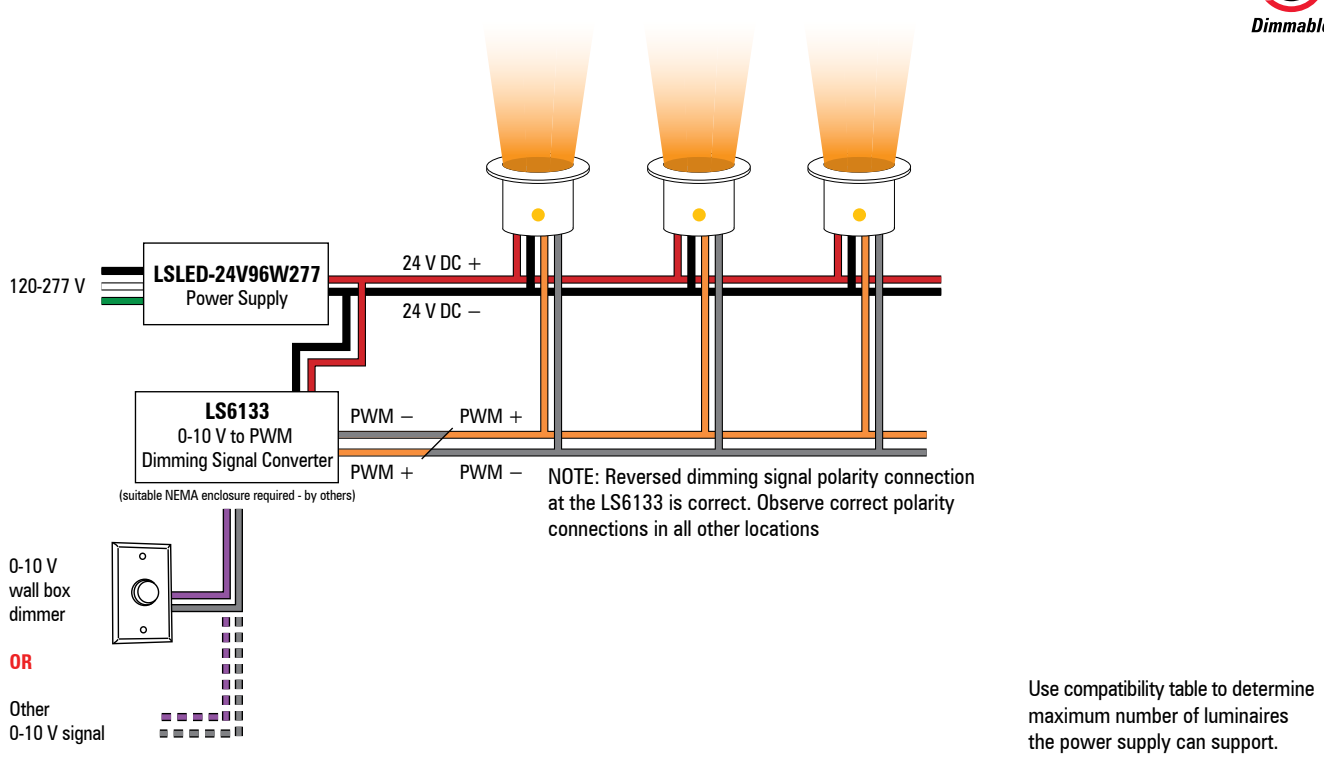 Dimmable
120-277 V
LSLED-24V96W277
Power Supply
24 V DC +
24 V DC –
LS6133
0-10 V to PWM
Dimming Signal Converter
(suitable NEMA enclosure required - by others)
PWM –
PWM +
PWM +
PWM –
NOTE: Reversed dimming signal polarity connection
at the LS6133 is correct. Observe correct polarity
connections in all other locations
0-10 V
wall box
dimmer
OR
Other
0-10 V signal
Use compatibility table to determine
maximum number of luminaires
the power supply can support.